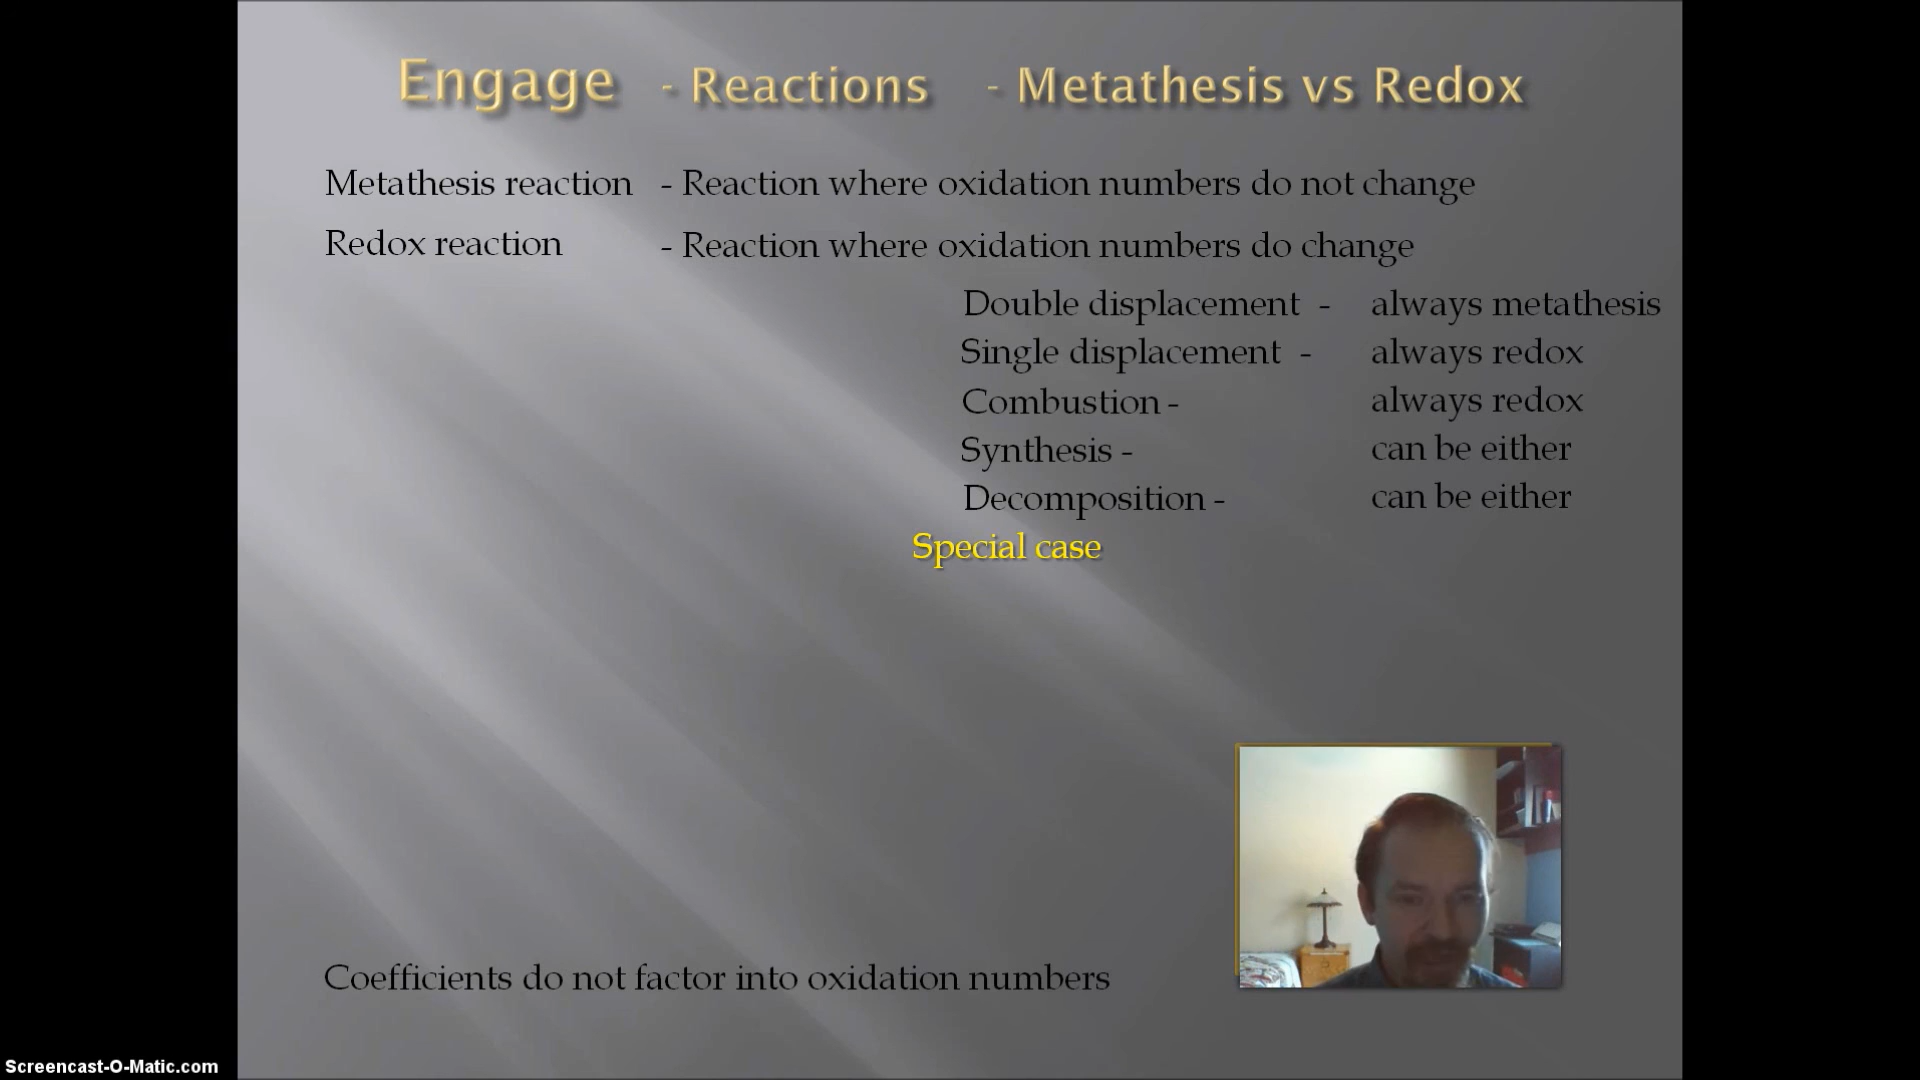 Engage - Reactions - Metathesis vs Redox
Metathesis reaction - Reaction where oxidation numbers do not change
Redox reaction - Reaction where oxidation numbers do change
Double displacement - always metathesis
Single displacement - always redox
Combustion - always redox
Synthesis - can be either
Decomposition - can be either
Special case
Coefficients do not factor into oxidation numbers
Screencast-O-Matic.com